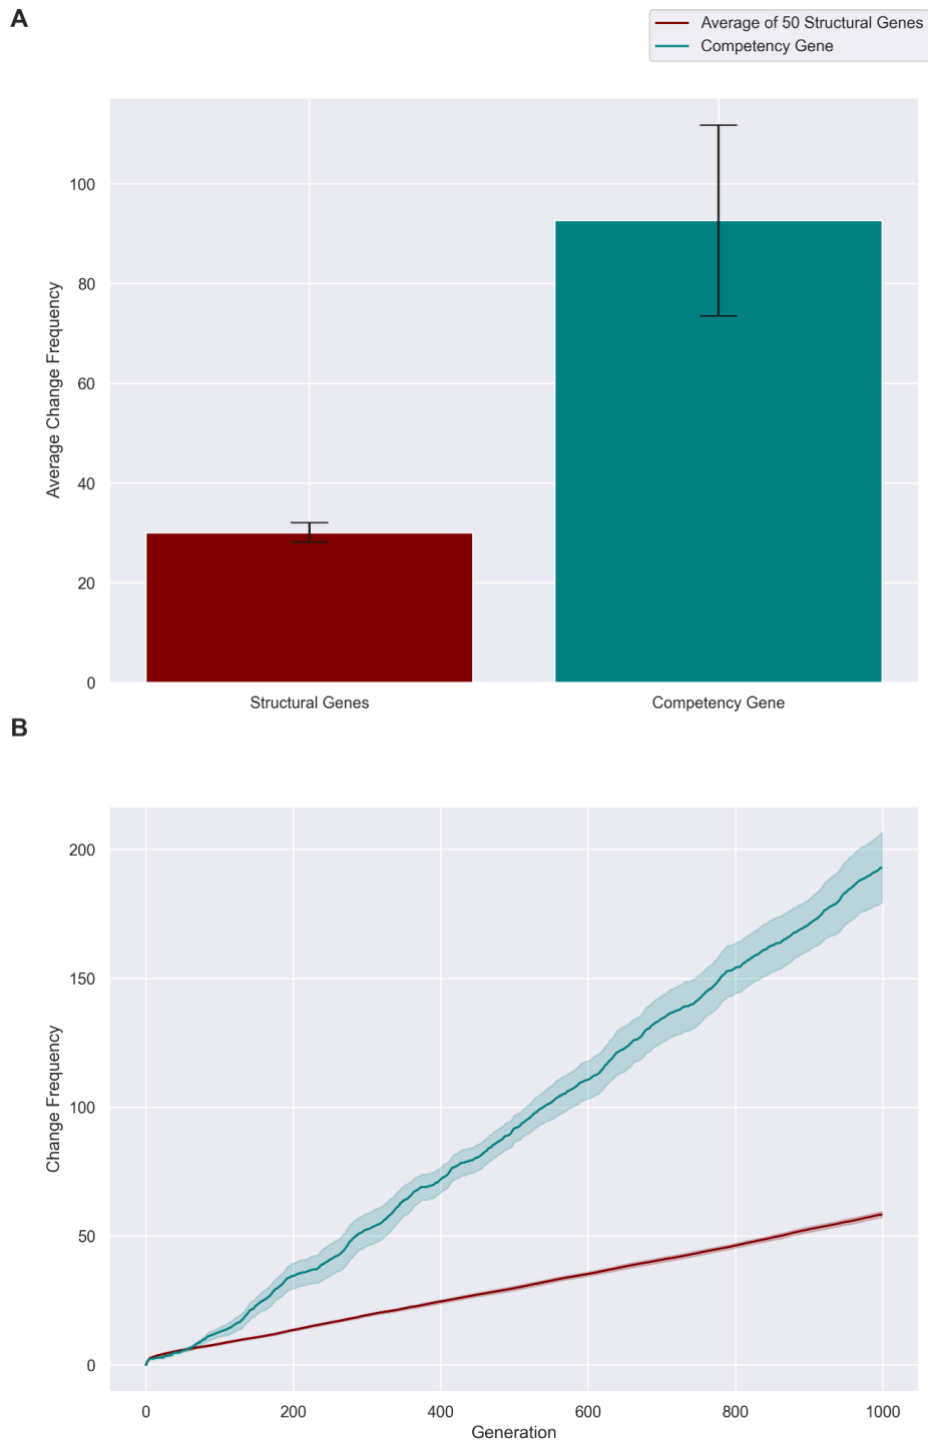 A
Average of 50 Structural Genes
Competency Gene
100
80
60
40
20
0
Average Change Frequency
Structural Genes
Competency Gene
B
200
150
100
50
0
Change Frequency
0
200
400
600
800
1000
Generation